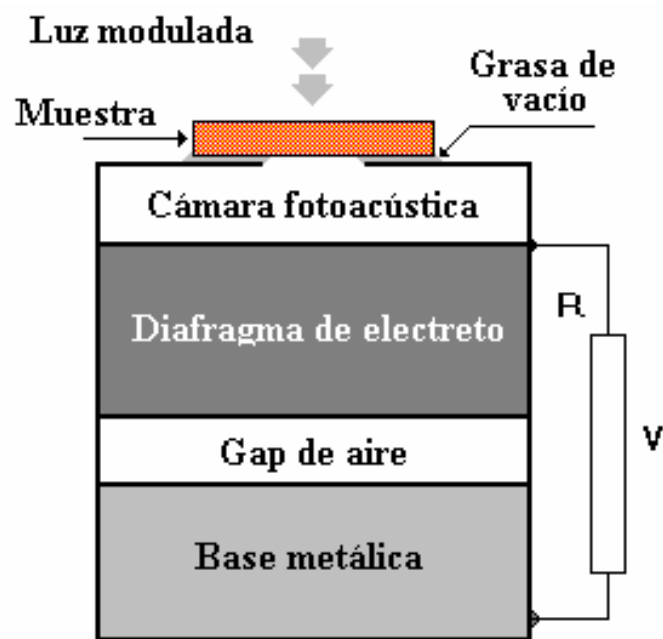 Luz modulada
Grasa de
vacío
Muestra
Cámara fotoacústica
R
Diafragma de electreto
V
Gap de aire
Base metálica